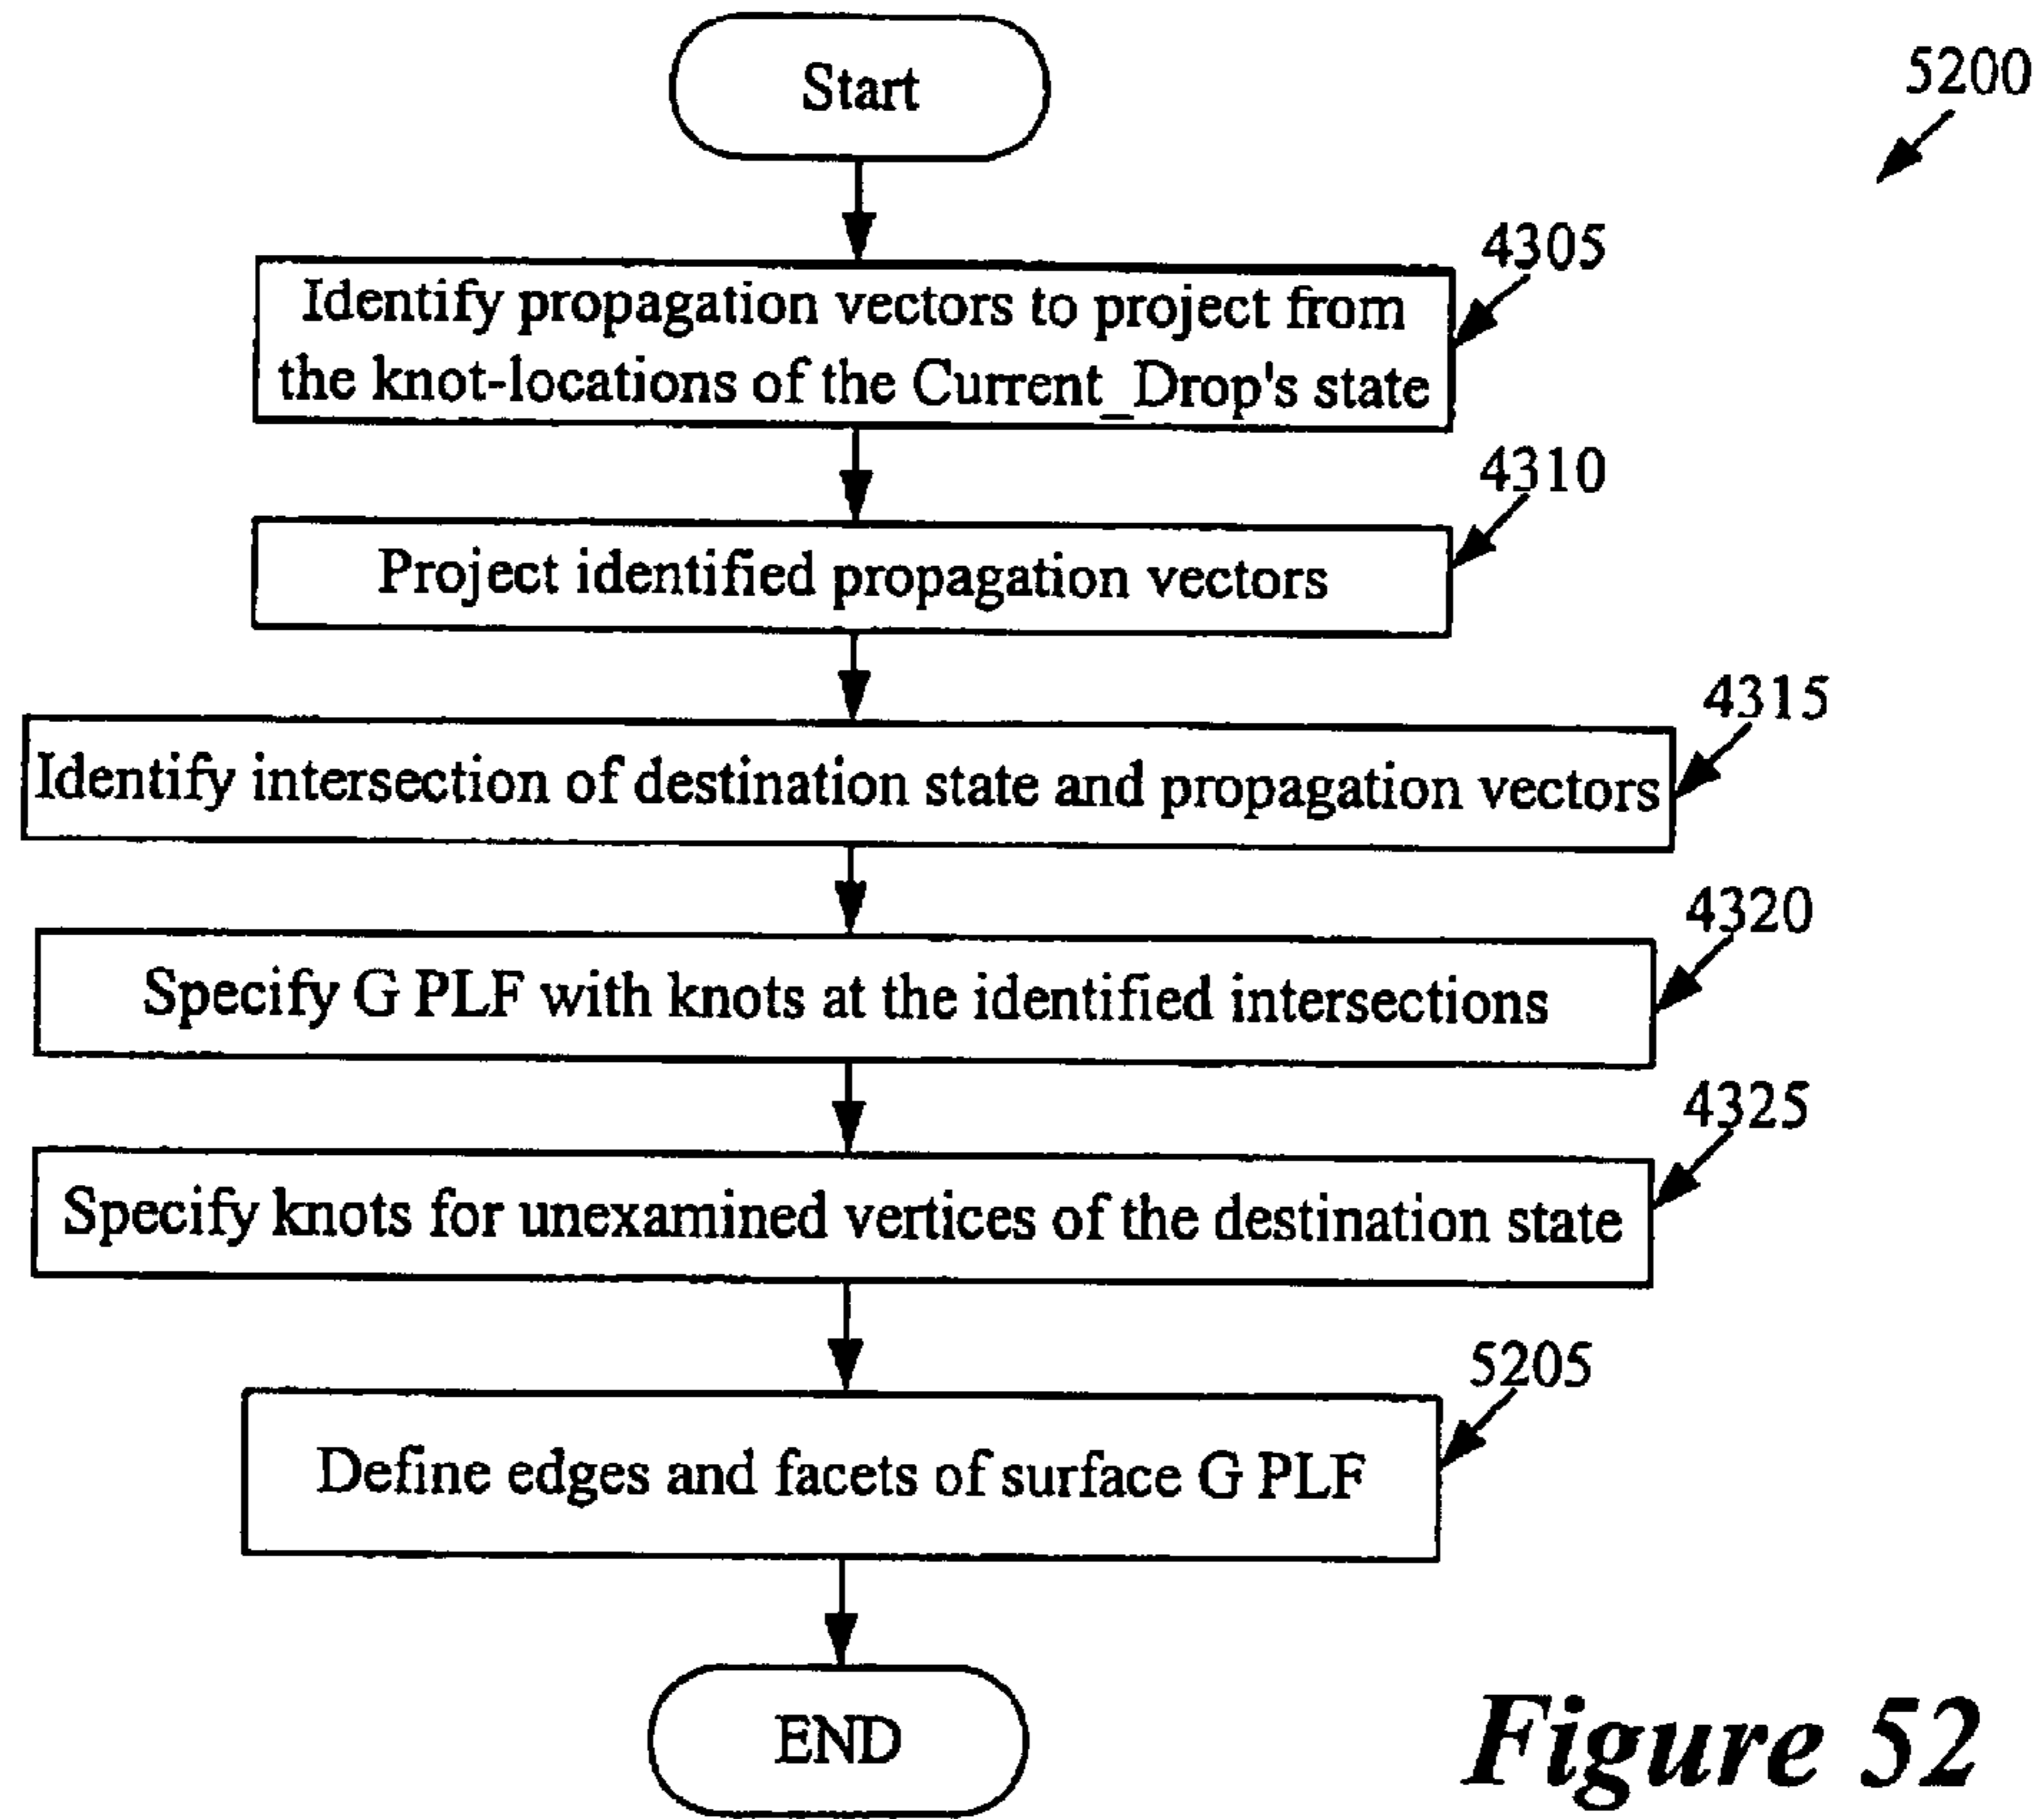 Start
5200
4305
Identify propagation vectors to project from
the knot-locations of the Current_Drop's state
4310
Project identified propagation vectors
4315
Identify intersection of destination state and propagation vectors
4320
Specify G PLF with knots at the identified intersections
4325
Specify knots for unexamined vertices of the destination state
5205
Define edges and facets of surface G PLF
END
Figure 52